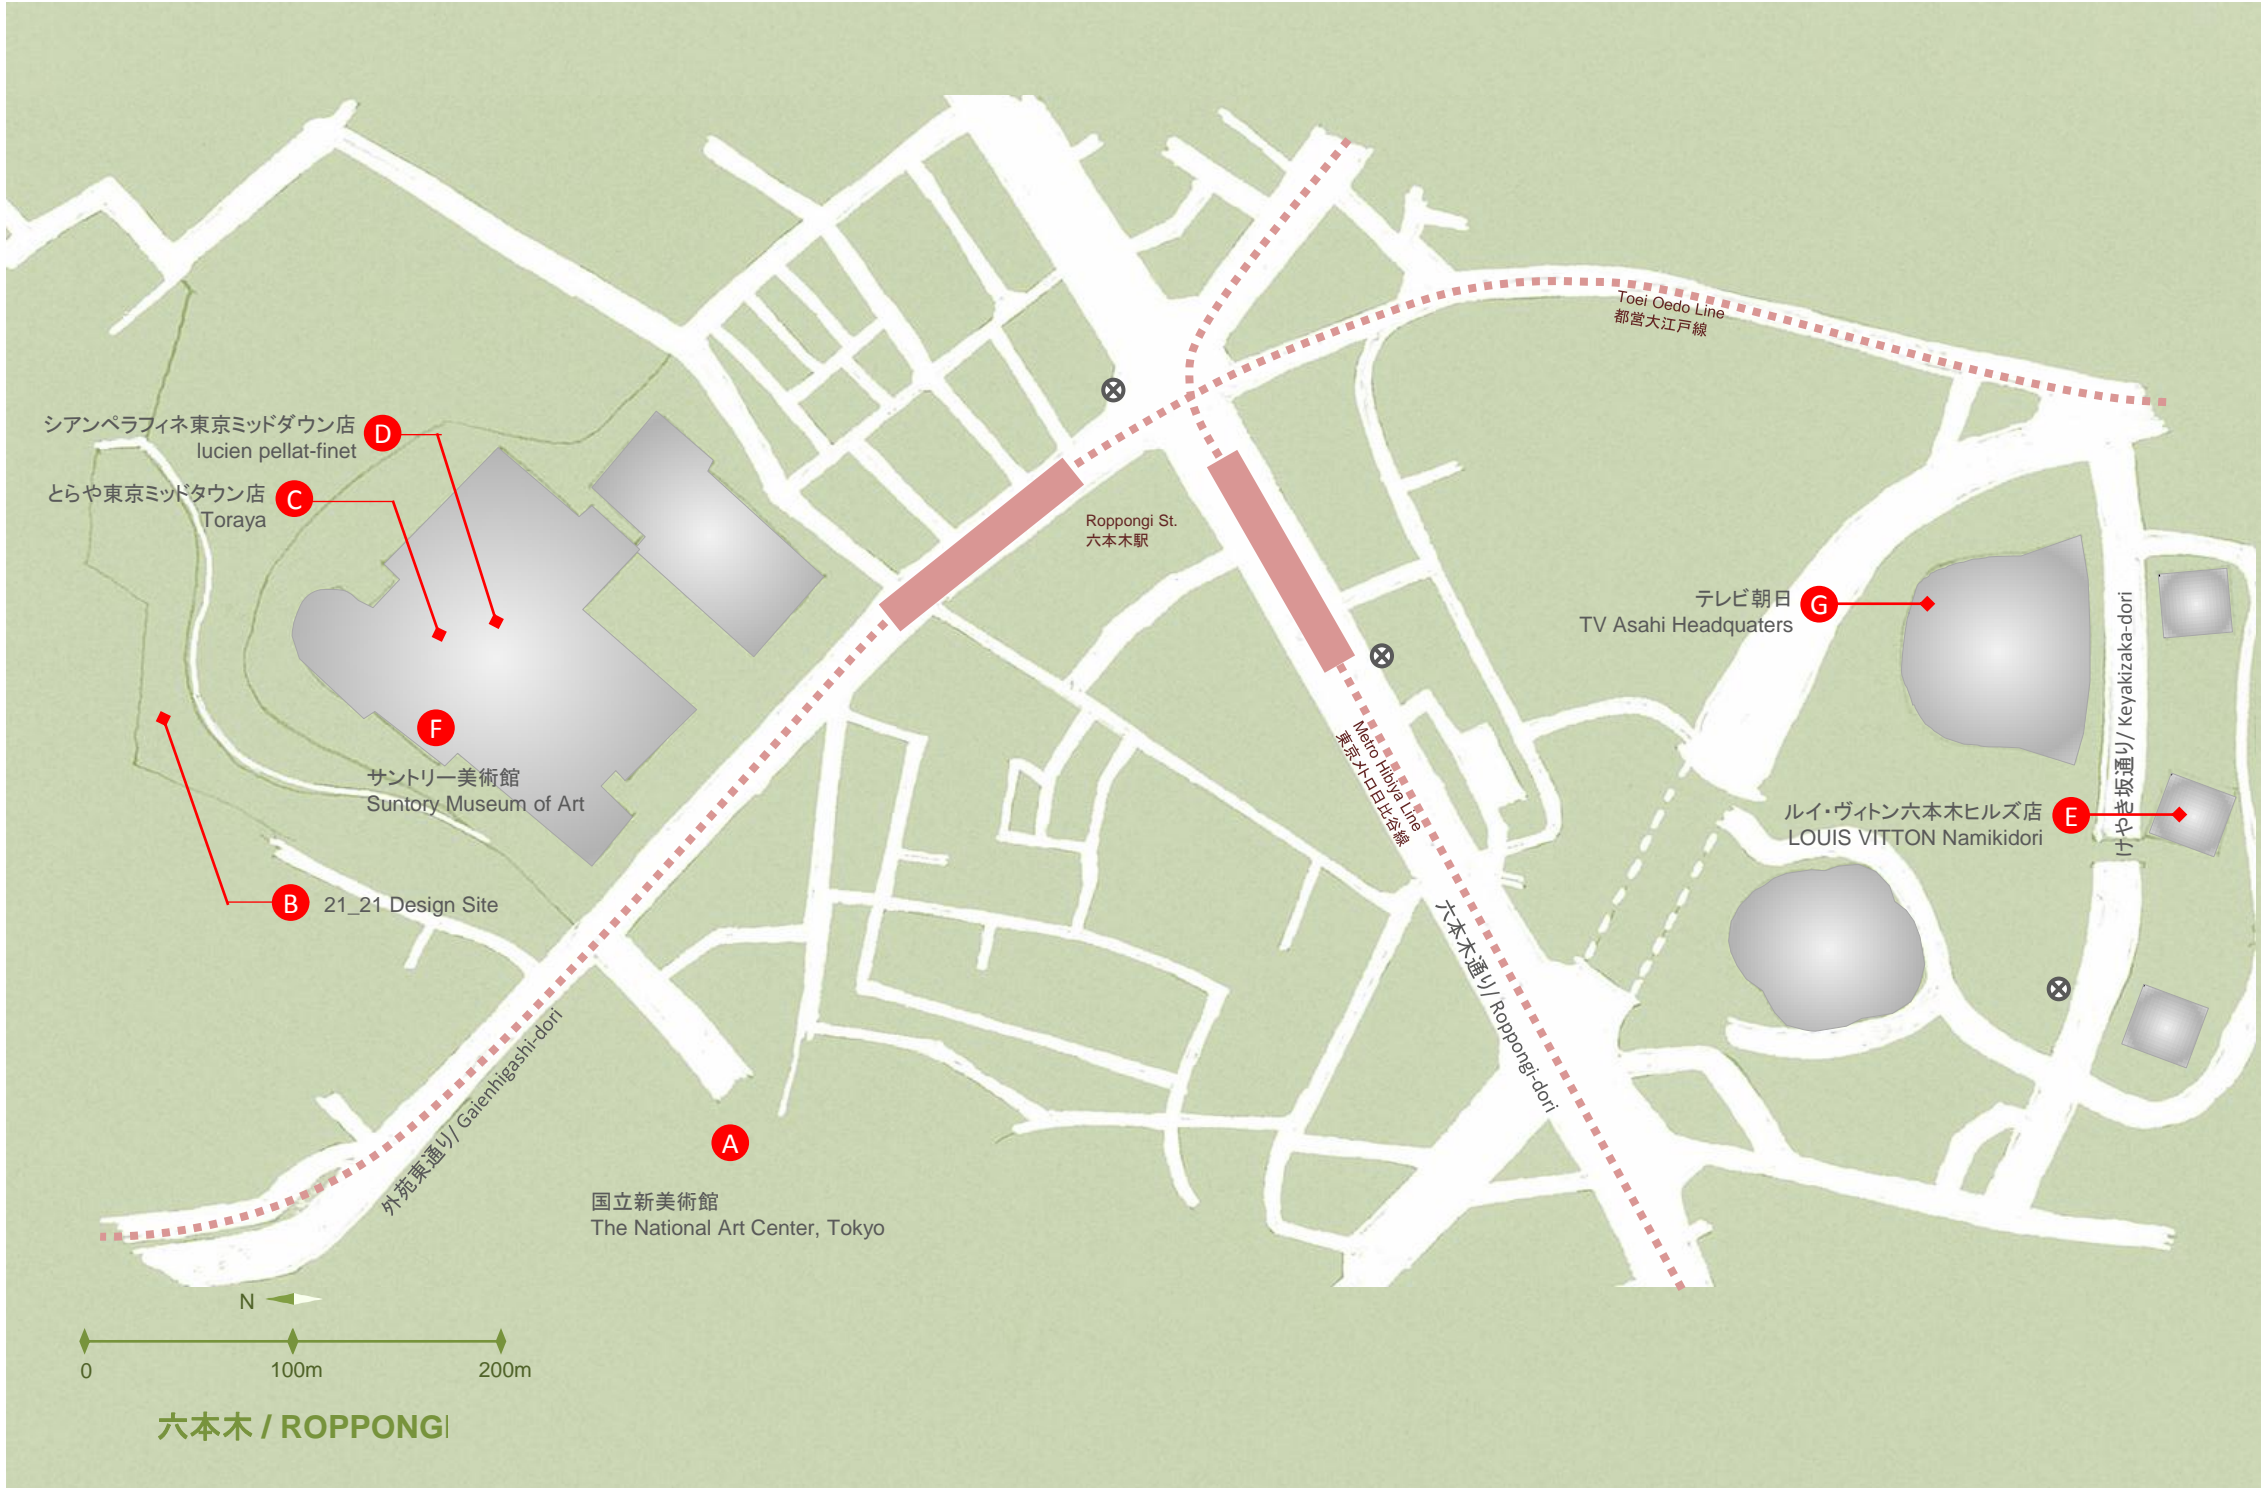 Toei Oedo Line
都営大江戸線
シアンペラフィネ東京ミッドダウン店
lucien pellat-finet
D
とらや東京ミッドタウン店
Toraya
C
Roppongi St.
六本木駅
テレビ朝日
TV Asahi Headquaters
G
けやき坂通り/ Keyakizaka-dori
F
サントリー美術館
Suntory Museum of Art
Metro Hibiya Line
東京メトロ日比谷線
ルイ・ヴィトン六本木ヒルズ店
LOUIS VITTON Namikidori
E
B
21_21 Design Site
六本木通り/ Roppongi-dori
外苑東通り/ Gaienhigashi-dori
A
国立新美術館
The National Art Center, Tokyo
N
0 100m 200m
六本木 / ROPPONGI